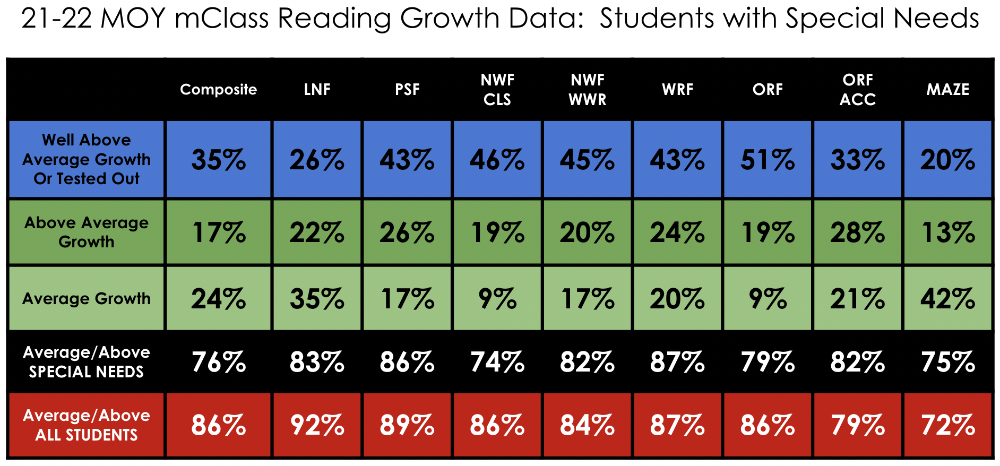 21-22 MOY mClass Reading Growth Data:  Students with Special Needs
Composite LNF PSF NWF CLS NWF WWR WRF ORF ORF ACC MAZE
Well Above
Average Growth
Or Tested Out
35% 26% 43% 46% 45% 43% 51% 33% 20%
Above Average
Growth
17% 22% 26% 19% 20% 24% 19% 28% 13%
Average Growth
24% 35% 17% 9% 17% 20% 9% 21% 42%
Average/Above
SPECIAL NEEDS
76% 83% 86% 74% 82% 87% 79% 82% 75%
Average/Above
ALL STUDENTS
86% 92% 89% 86% 84% 87% 86% 79% 72%